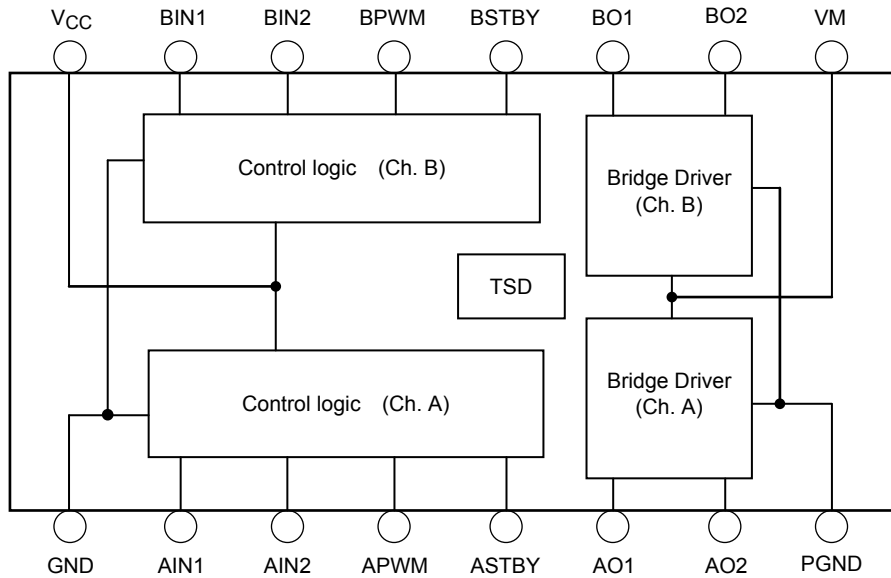 VCC BIN1 BIN2 BPWM BSTBY BO1 BO2 VM
Control logic (Ch. B)
Bridge Driver
(Ch. B)
TSD
Control logic (Ch. A)
Bridge Driver
(Ch. A)
GND AIN1 AIN2 APWM ASTBY AO1 AO2 PGND